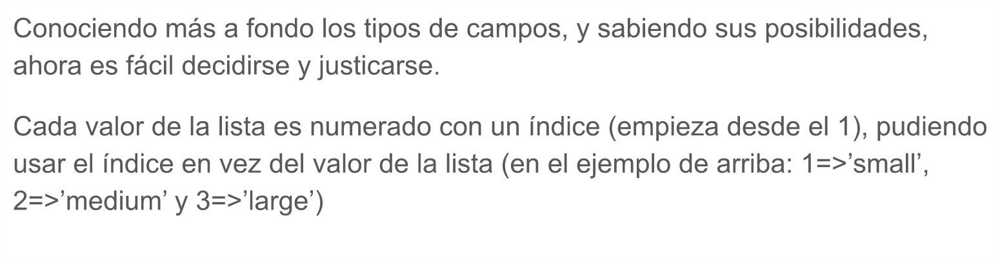 Conociendo más a fondo los tipos de campos, y sabiendo sus posibilidades,
ahora es fácil decidirse y justicarse.
Cada valor de la lista es numerado con un índice (empieza desde el 1), pudiendo
usar el índice en vez del valor de la lista (en el ejemplo de arriba: 1=>’small’,
2=>’medium’ y 3=>’large’)